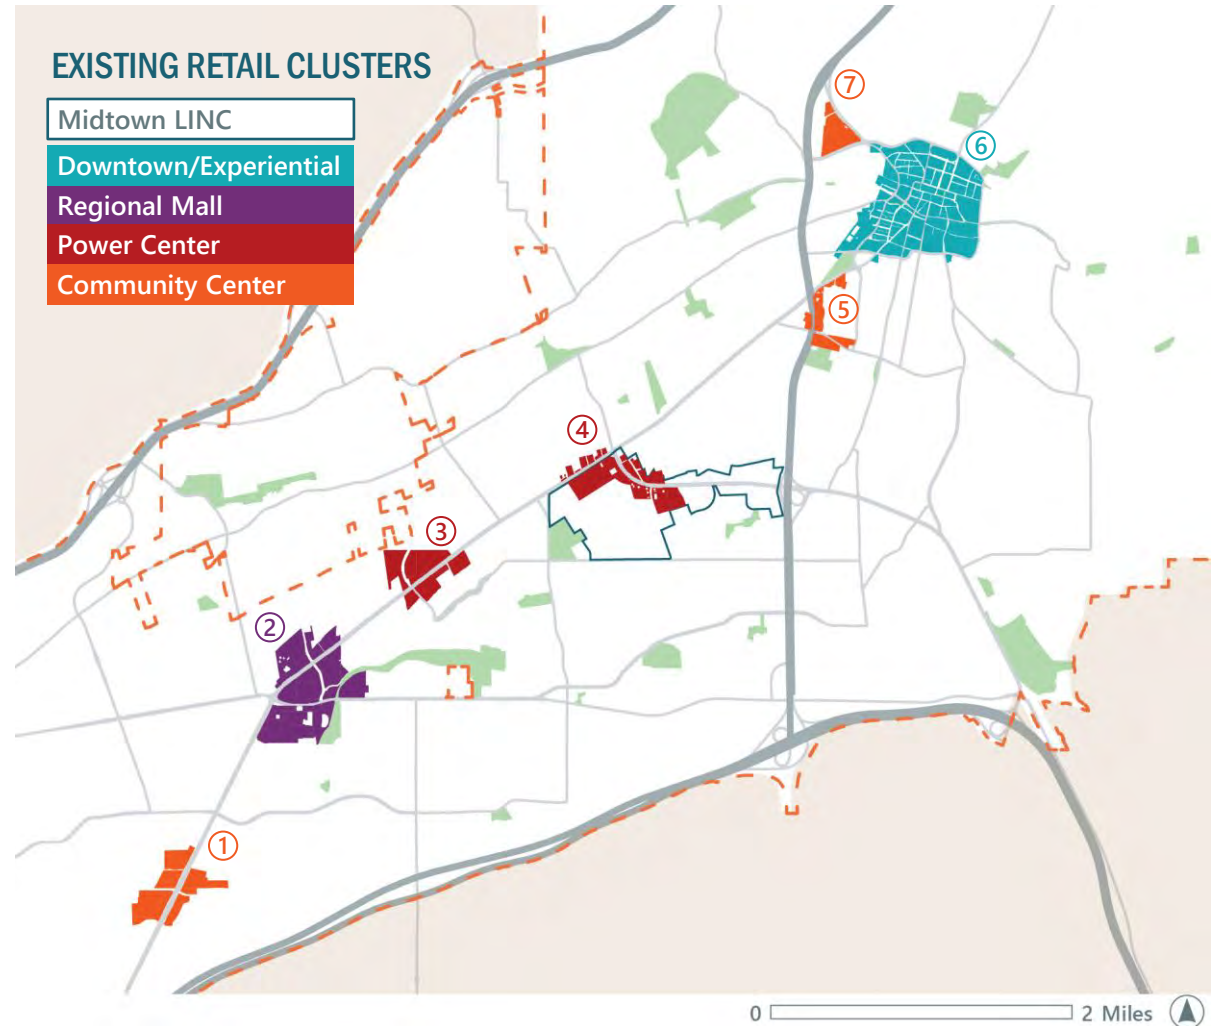 EXISTING RETAIL CLUSTERS
Midtown LINC
Downtown/Experiential
Regional Mall
Power Center
Community Center
7
6
5
4
3
2
1
0 2 Miles